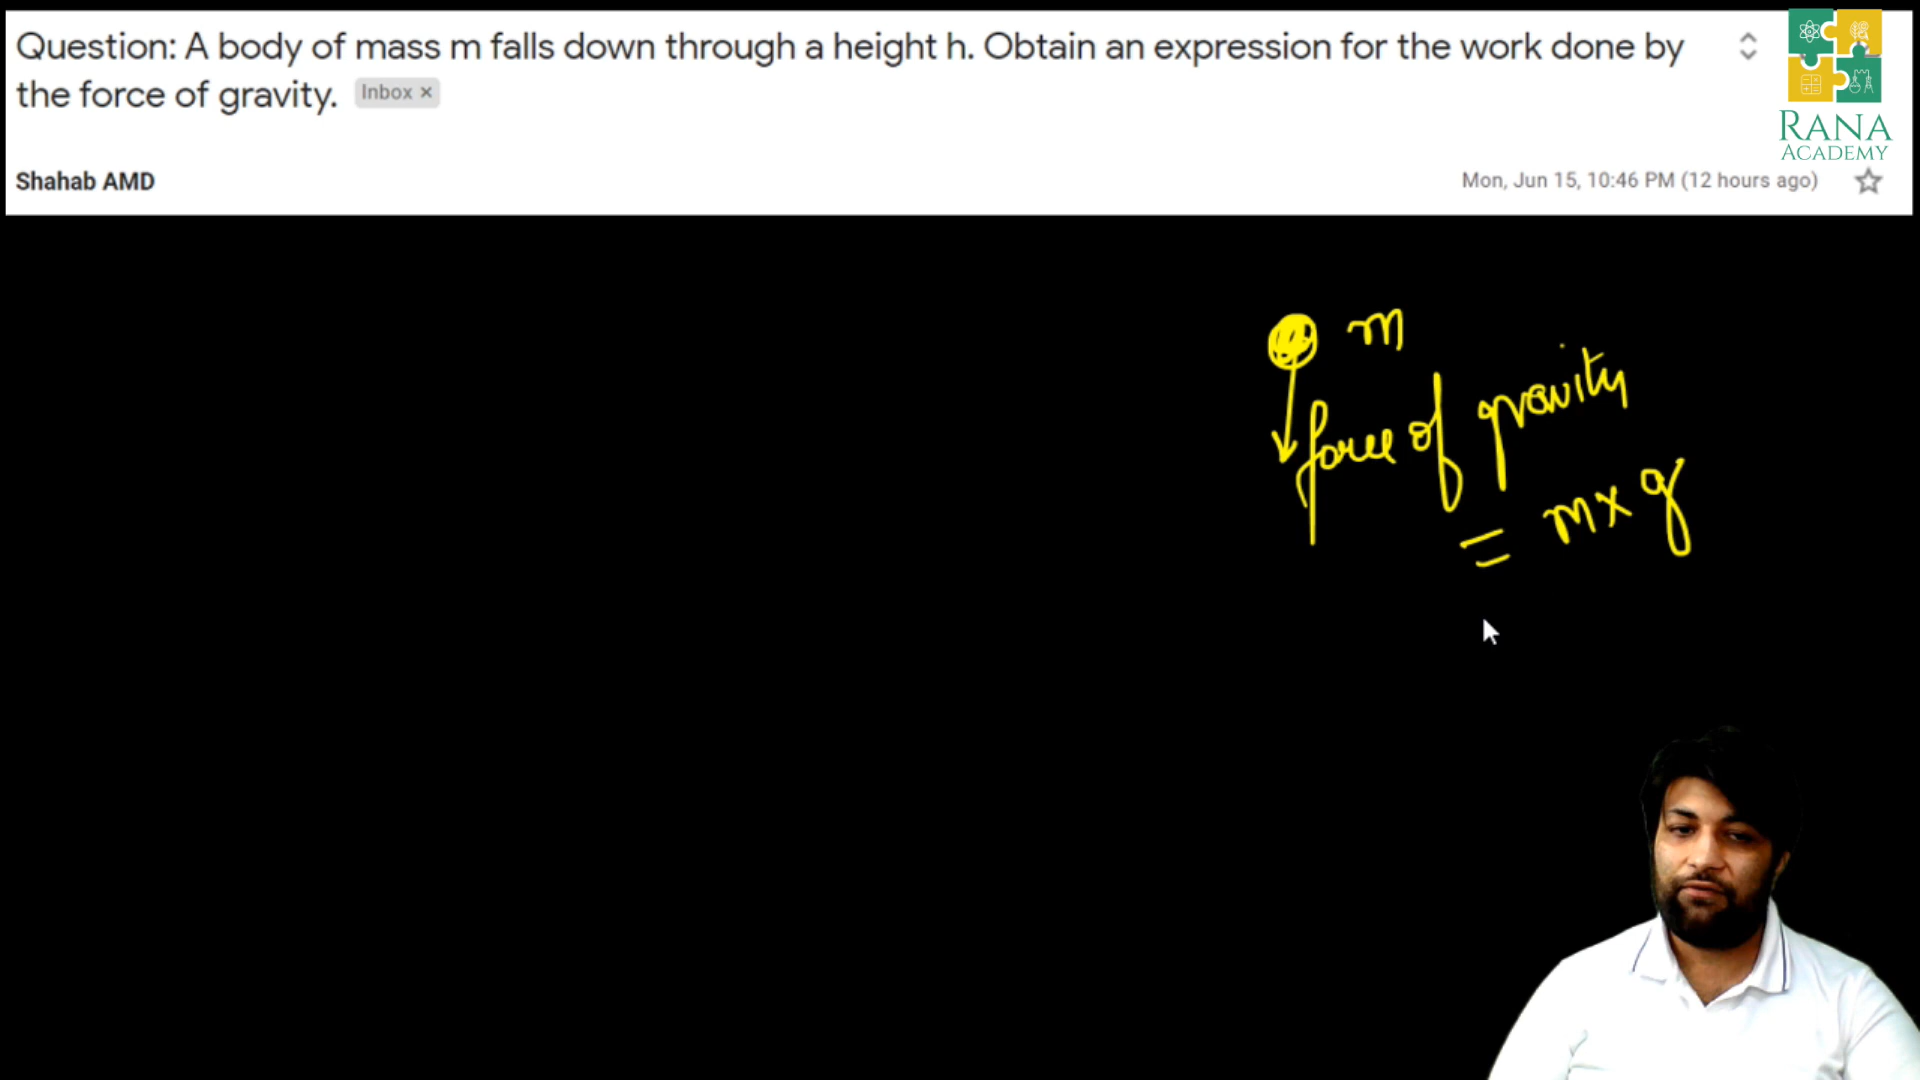 Question: A body of mass m falls down through a height h. Obtain an expression for the work done by
the force of gravity. Inbox ×
RANA
ACADEMY
Shahab AMD
Mon, Jun 15, 10:46 PM (12 hours ago)
m
force of gravity
= m x g